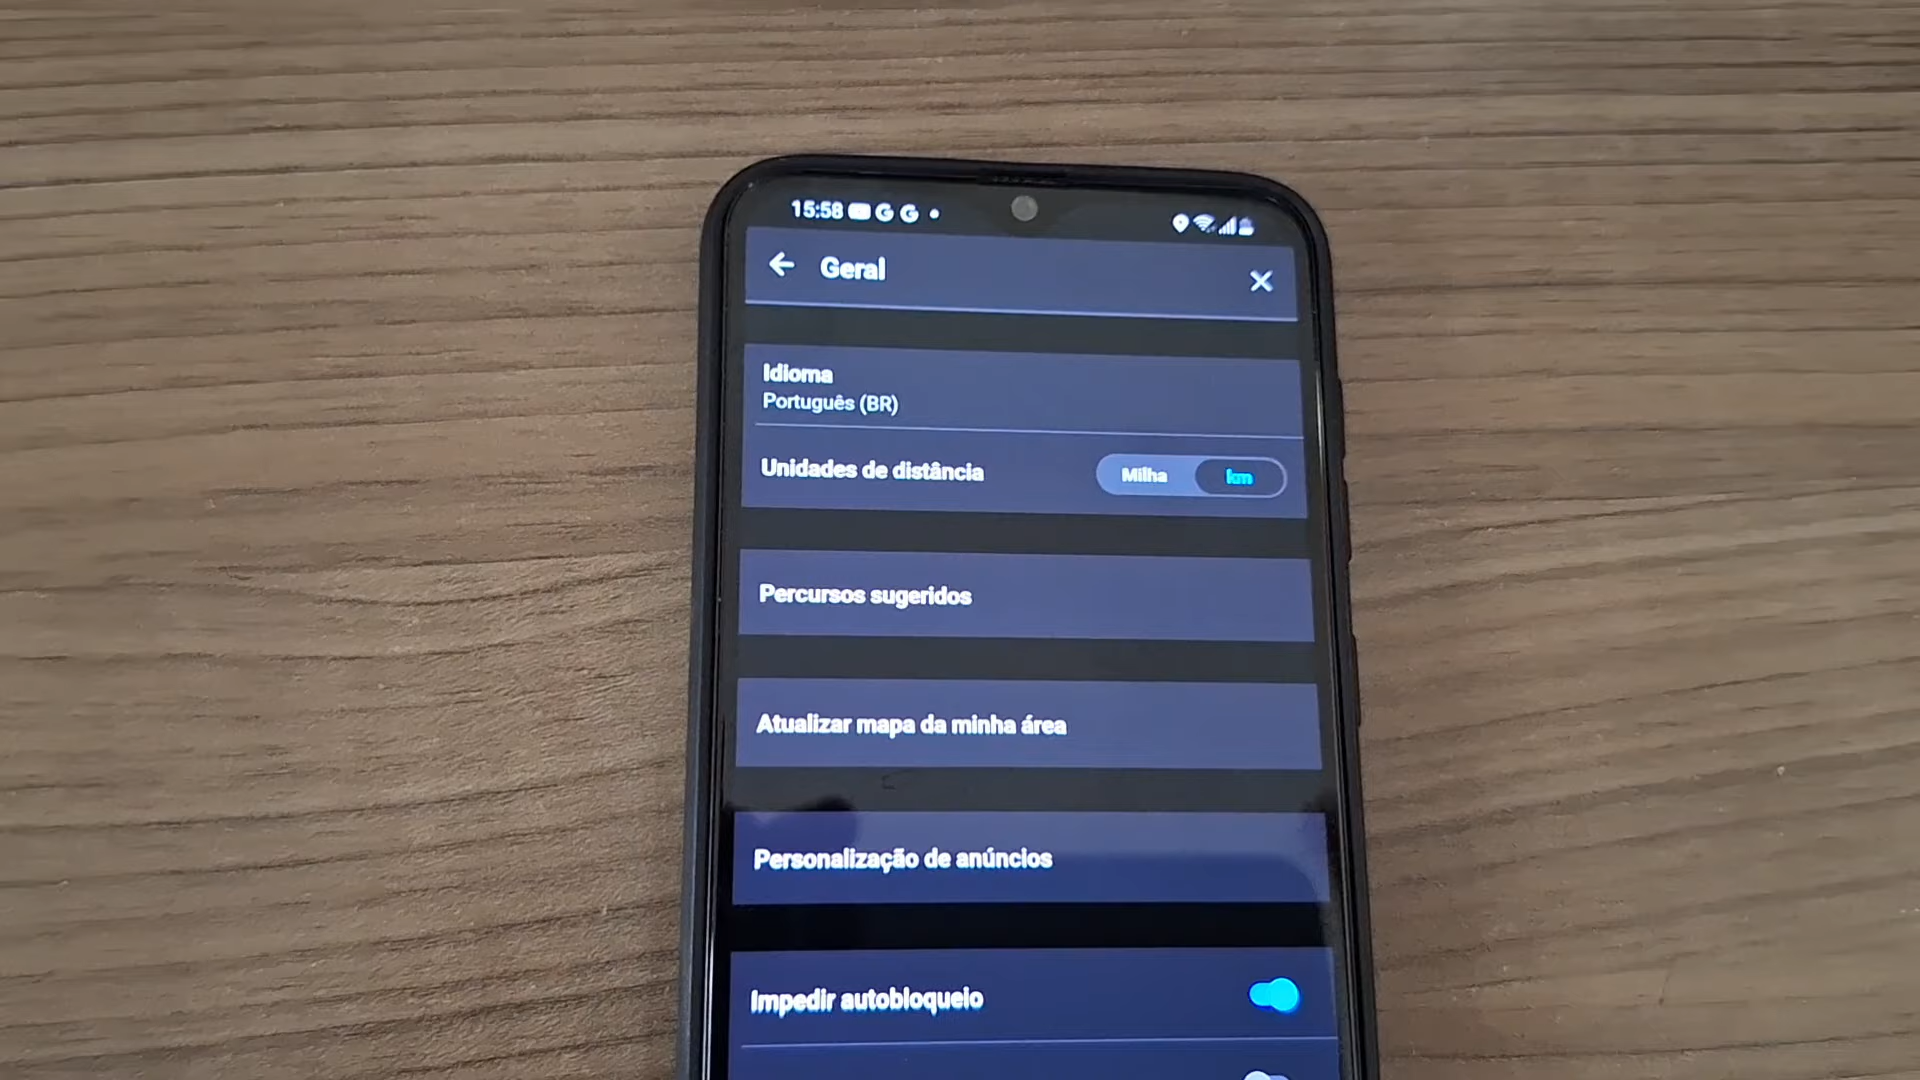 15:58
Geral
Idioma
Português (BR)
Unidades de distância
Milha km
Percursos sugeridos
Atualizar mapa da minha área
Personalização de anúncios
Impedir autobloqueio